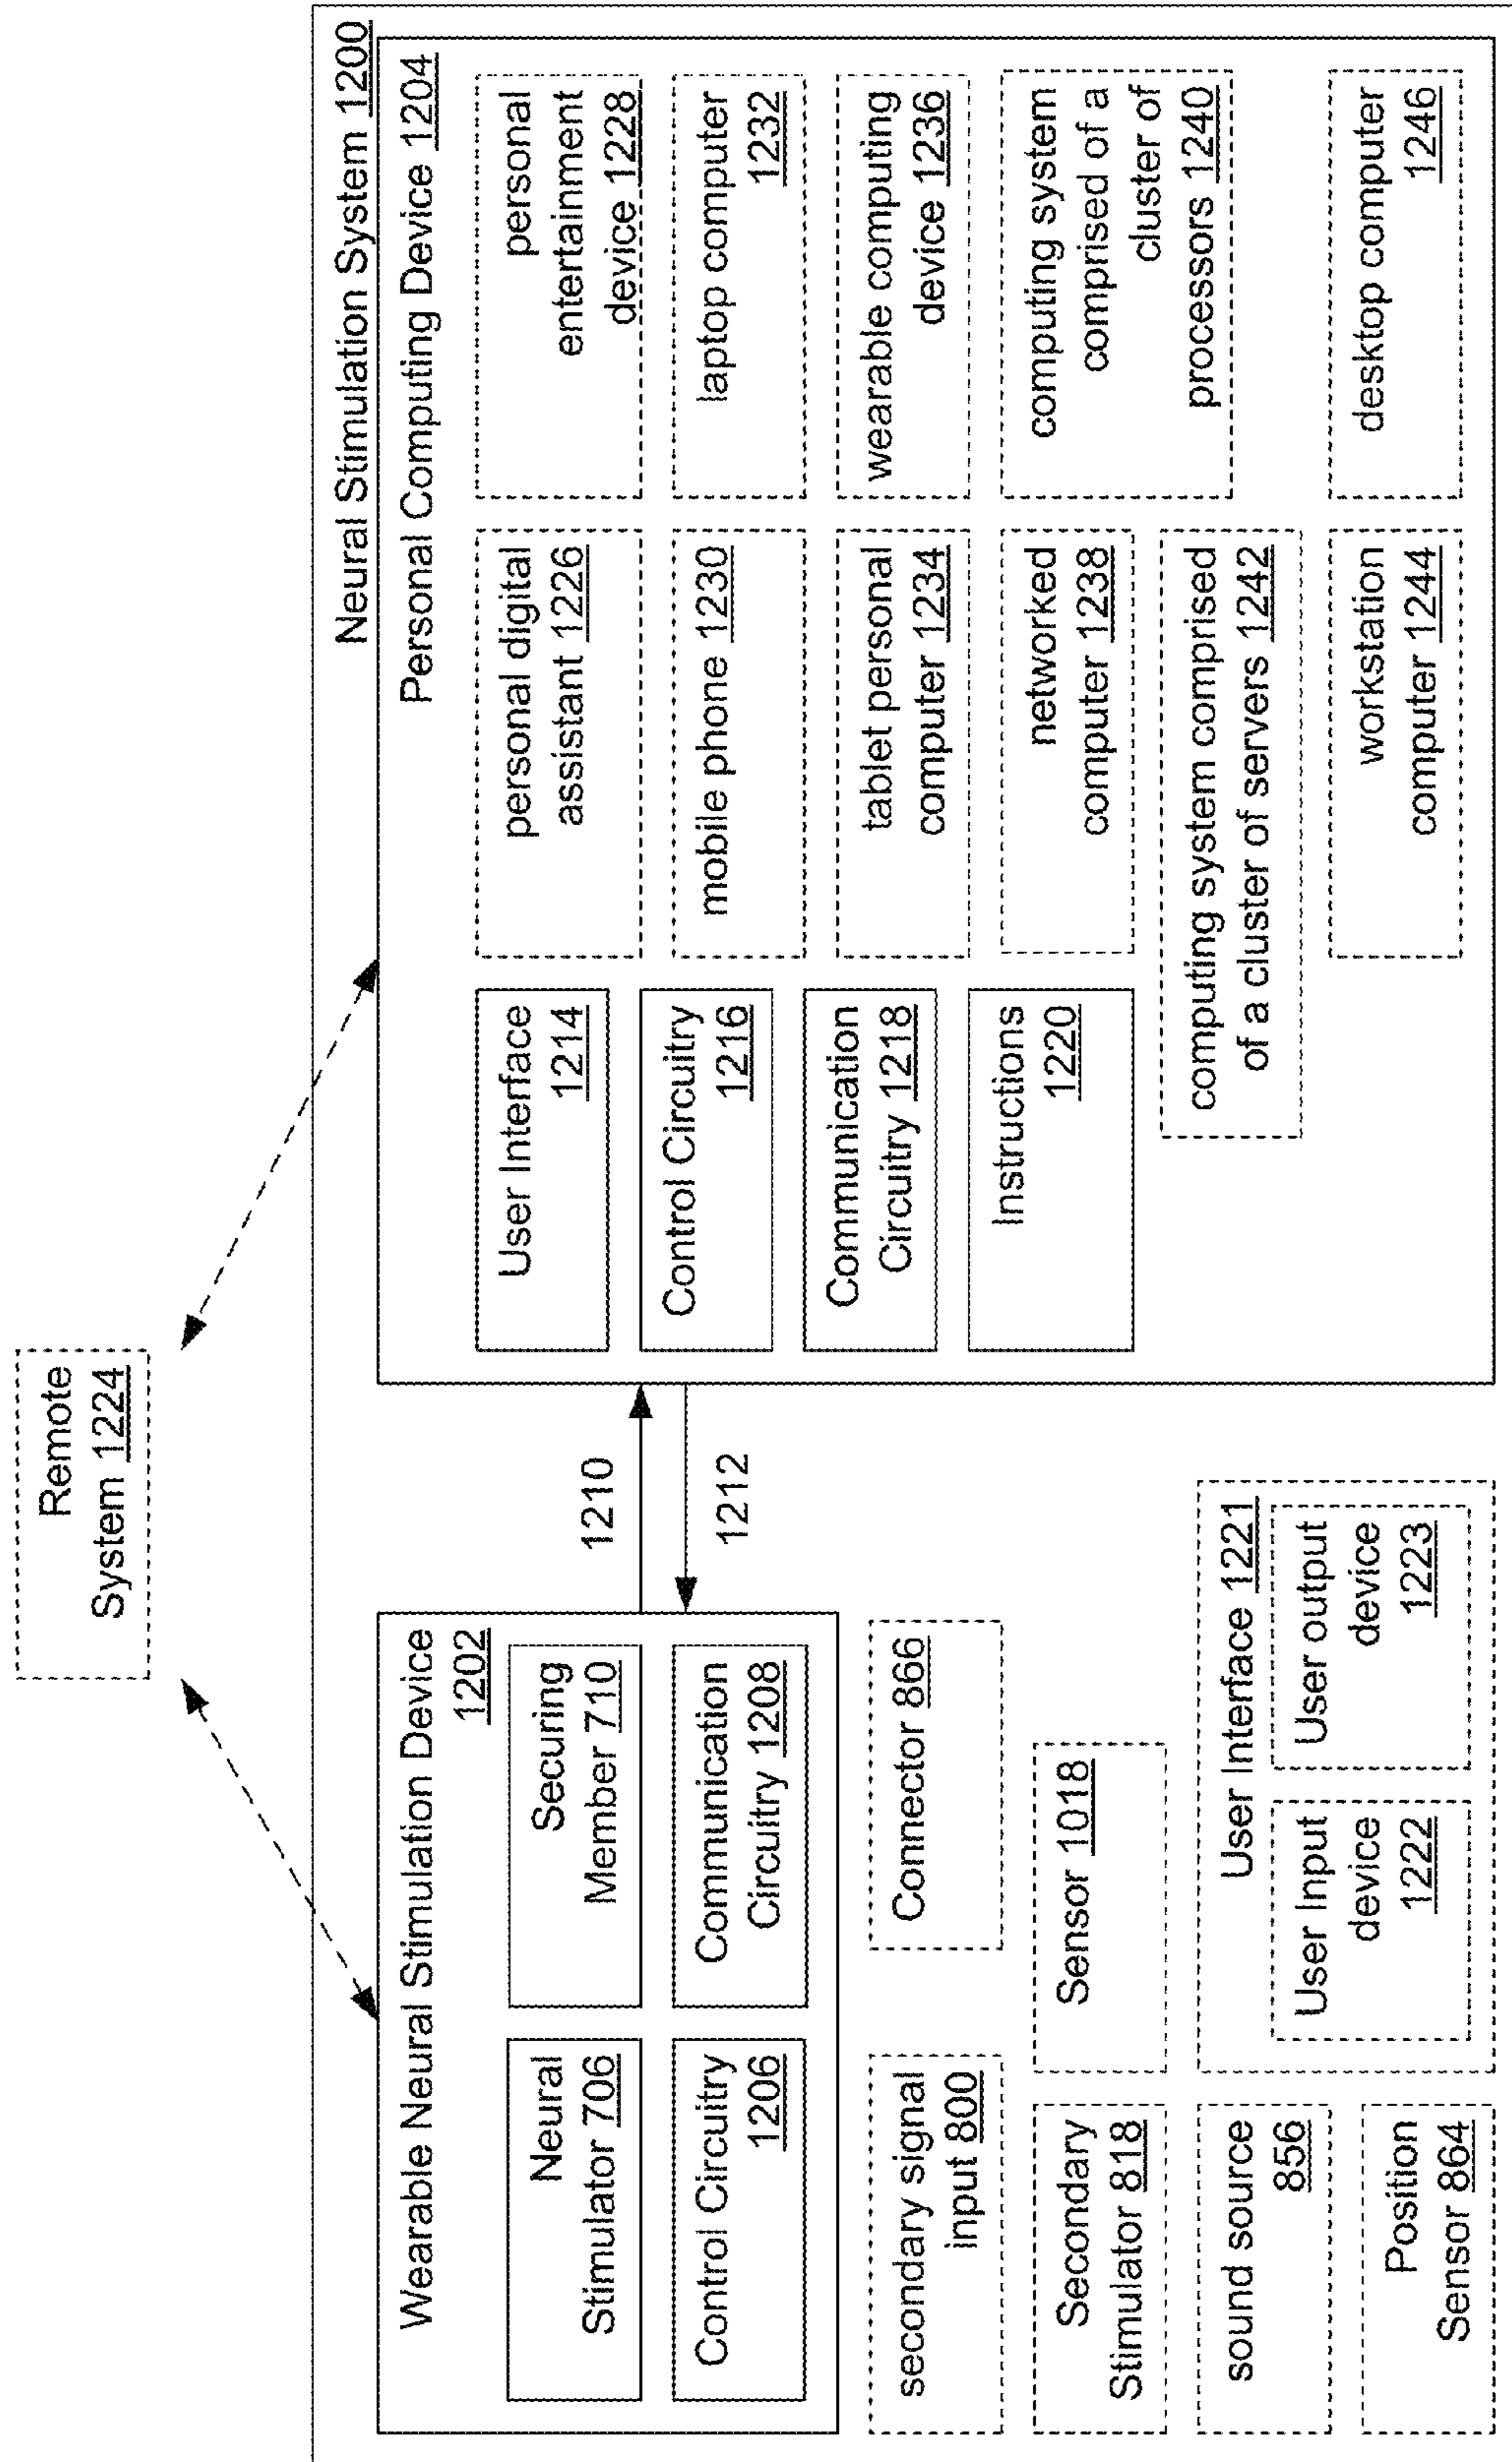 Remote
System 1224
Neural Stimulation System 1200
Wearable Neural Stimulation Device
1202
Neural
Stimulator 706
Securing
Member 710
Control Circuitry
1206
Communication
Circuitry 1208
secondary signal
input 800
Connector 866
Secondary
Stimulator 818
Sensor 1018
sound source
856
Position
Sensor 864
User Interface 1221
User Input
device
1222
User output
device
1223
1210
1212
Personal Computing Device 1204
User Interface
1214
Control Circuitry
1216
Communication
Circuitry 1218
Instructions
1220
personal digital
assistant 1226
personal
entertainment
device 1228
mobile phone 1230
laptop computer
1232
tablet personal
computer 1234
wearable computing
device 1236
networked
computer 1238
computing system
comprised of a
cluster of
processors 1240
computing system comprised
of a cluster of servers 1242
workstation
computer 1244
desktop computer
1246